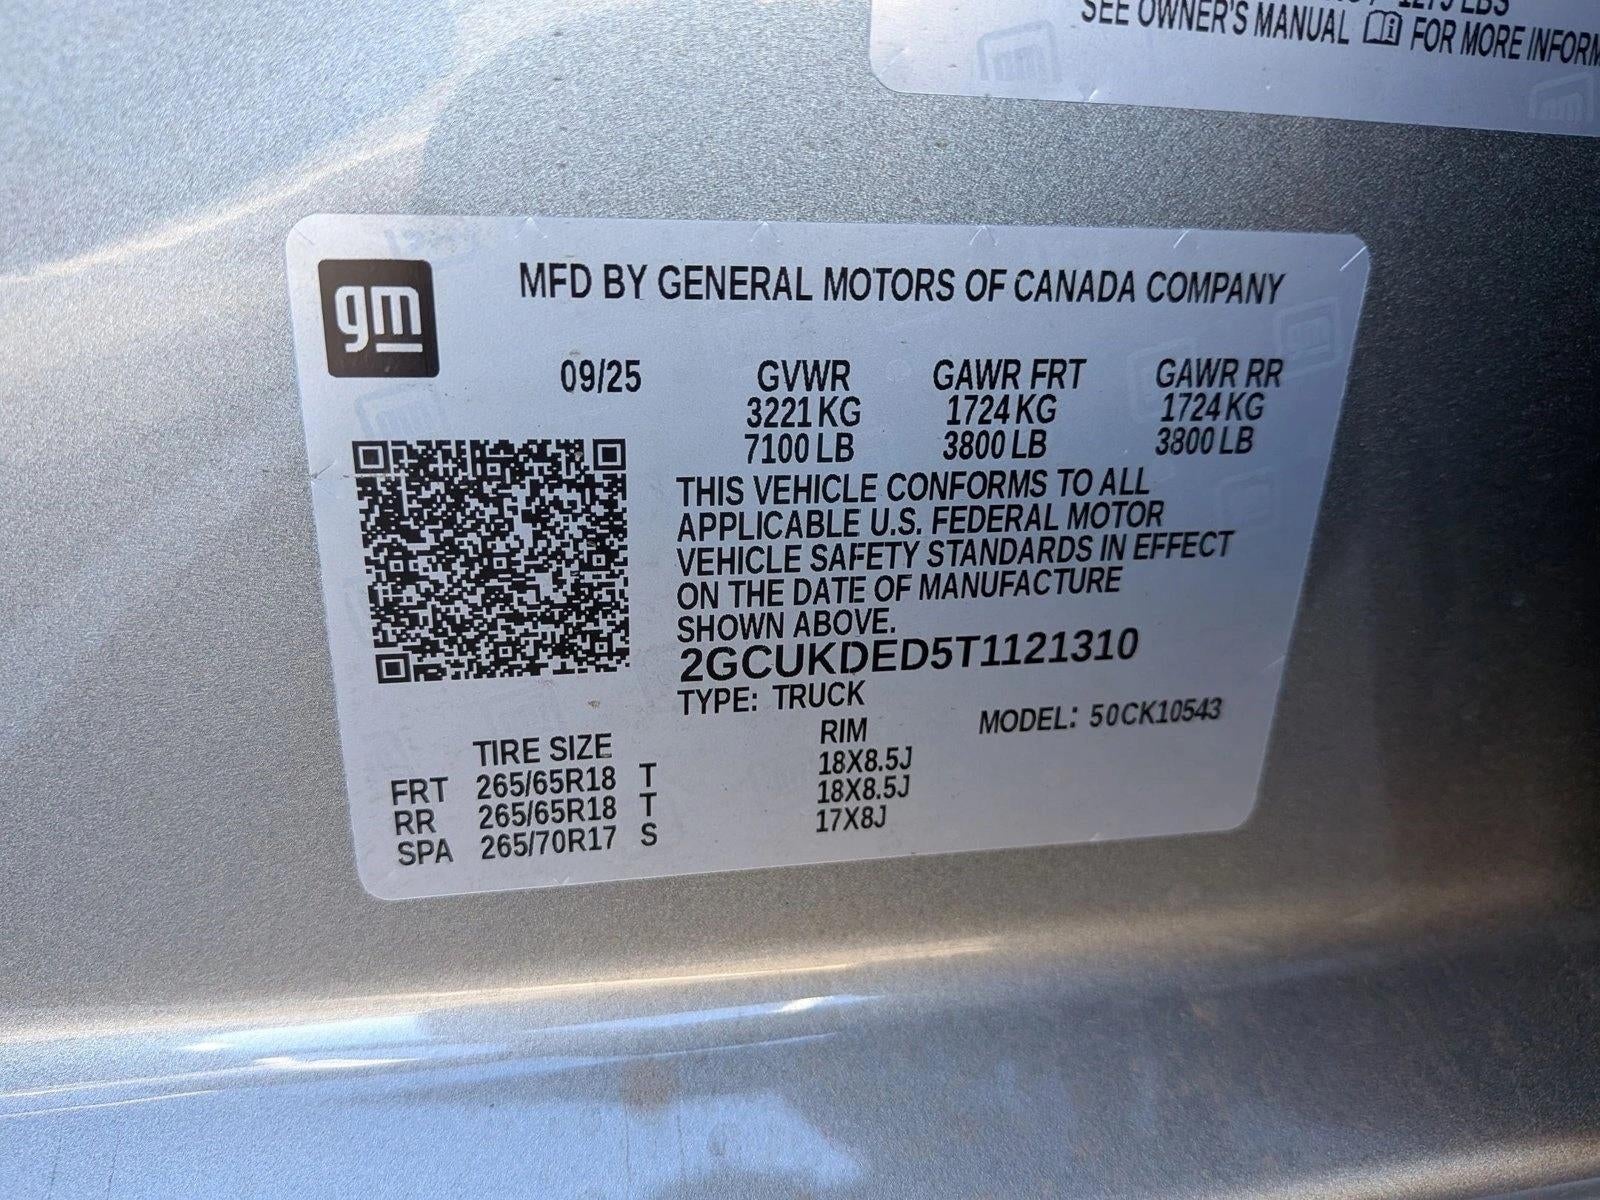 1275 LBS
SEE OWNER'S MANUAL FOR MORE
gm
MFD BY GENERAL MOTORS OF CANADA COMPANY
09/25 GVWR GAWR FRT GAWR RR
3221 KG 1724 KG 1724 KG
7100 LB 3800 LB 3800 LB
THIS VEHICLE CONFORMS TO ALL
APPLICABLE U.S. FEDERAL MOTOR
VEHICLE SAFETY STANDARDS IN EFFECT
ON THE DATE OF MANUFACTURE
SHOWN ABOVE.
2GCUKDED5T1121310
TYPE: TRUCK
MODEL: 50CK10543
TIRE SIZE RIM
FRT 265/65R18 T 18X8.5J
RR 265/65R18 T 18X8.5J
SPA 265/70R17 S 17X8J